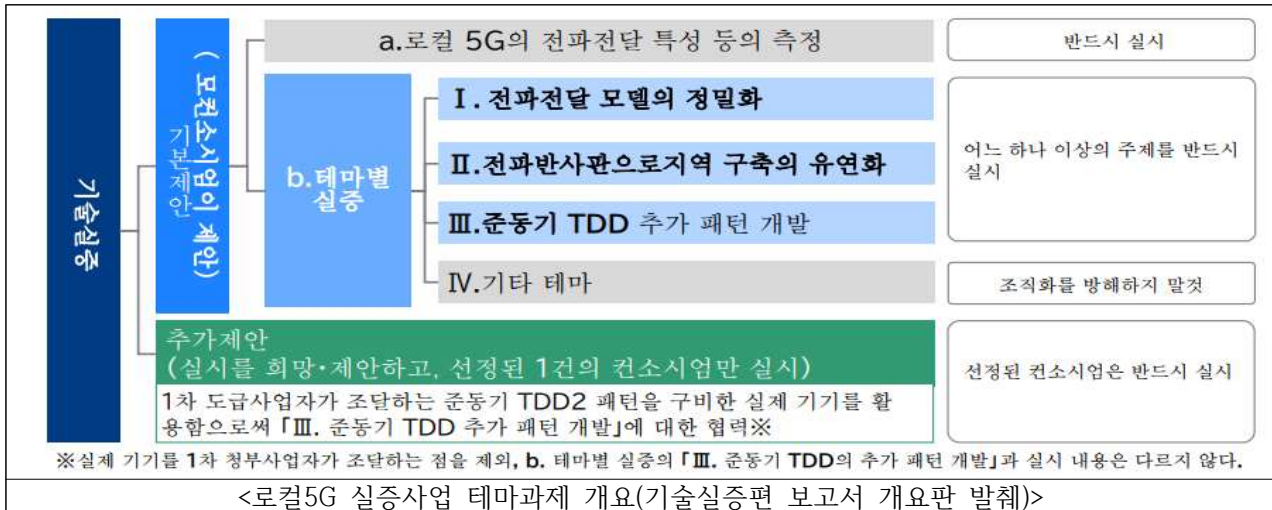 기술실증
기본제안
(모컨소시엄이 제안)
a.로컬 5G의 전파전달 특성 등의 측정
반드시 실시
b.테마별
실증
Ⅰ. 전파전달 모델의 정밀화
Ⅱ.전파반사판으로지역 구축의 유연화
Ⅲ.준동기 TDD 추가 패턴 개발
어느 하나 이상의 주제를 반드시
실시
Ⅳ.기타 테마
조직화를 방해하지 말것
추가제안
(실시를 희망·제안하고, 선정된 1건의 컨소시엄만 실시)
1차 도급사업자가 조달하는 준동기 TDD2 패턴을 구비한 실제 기기를 활
용함으로써 「Ⅲ. 준동기 TDD 추가 패턴 개발」에 대한 협력※
선정된 컨소시엄은 반드시 실시
※실제 기기를 1차 청부사업자가 조달하는 점을 제외, b. 테마별 실증의 「Ⅲ. 준동기 TDD의 추가 패턴 개발」과 실시 내용은 다르지 않다.
<로컬5G 실증사업 테마과제 개요(기술실증편 보고서 개요판 발췌)>